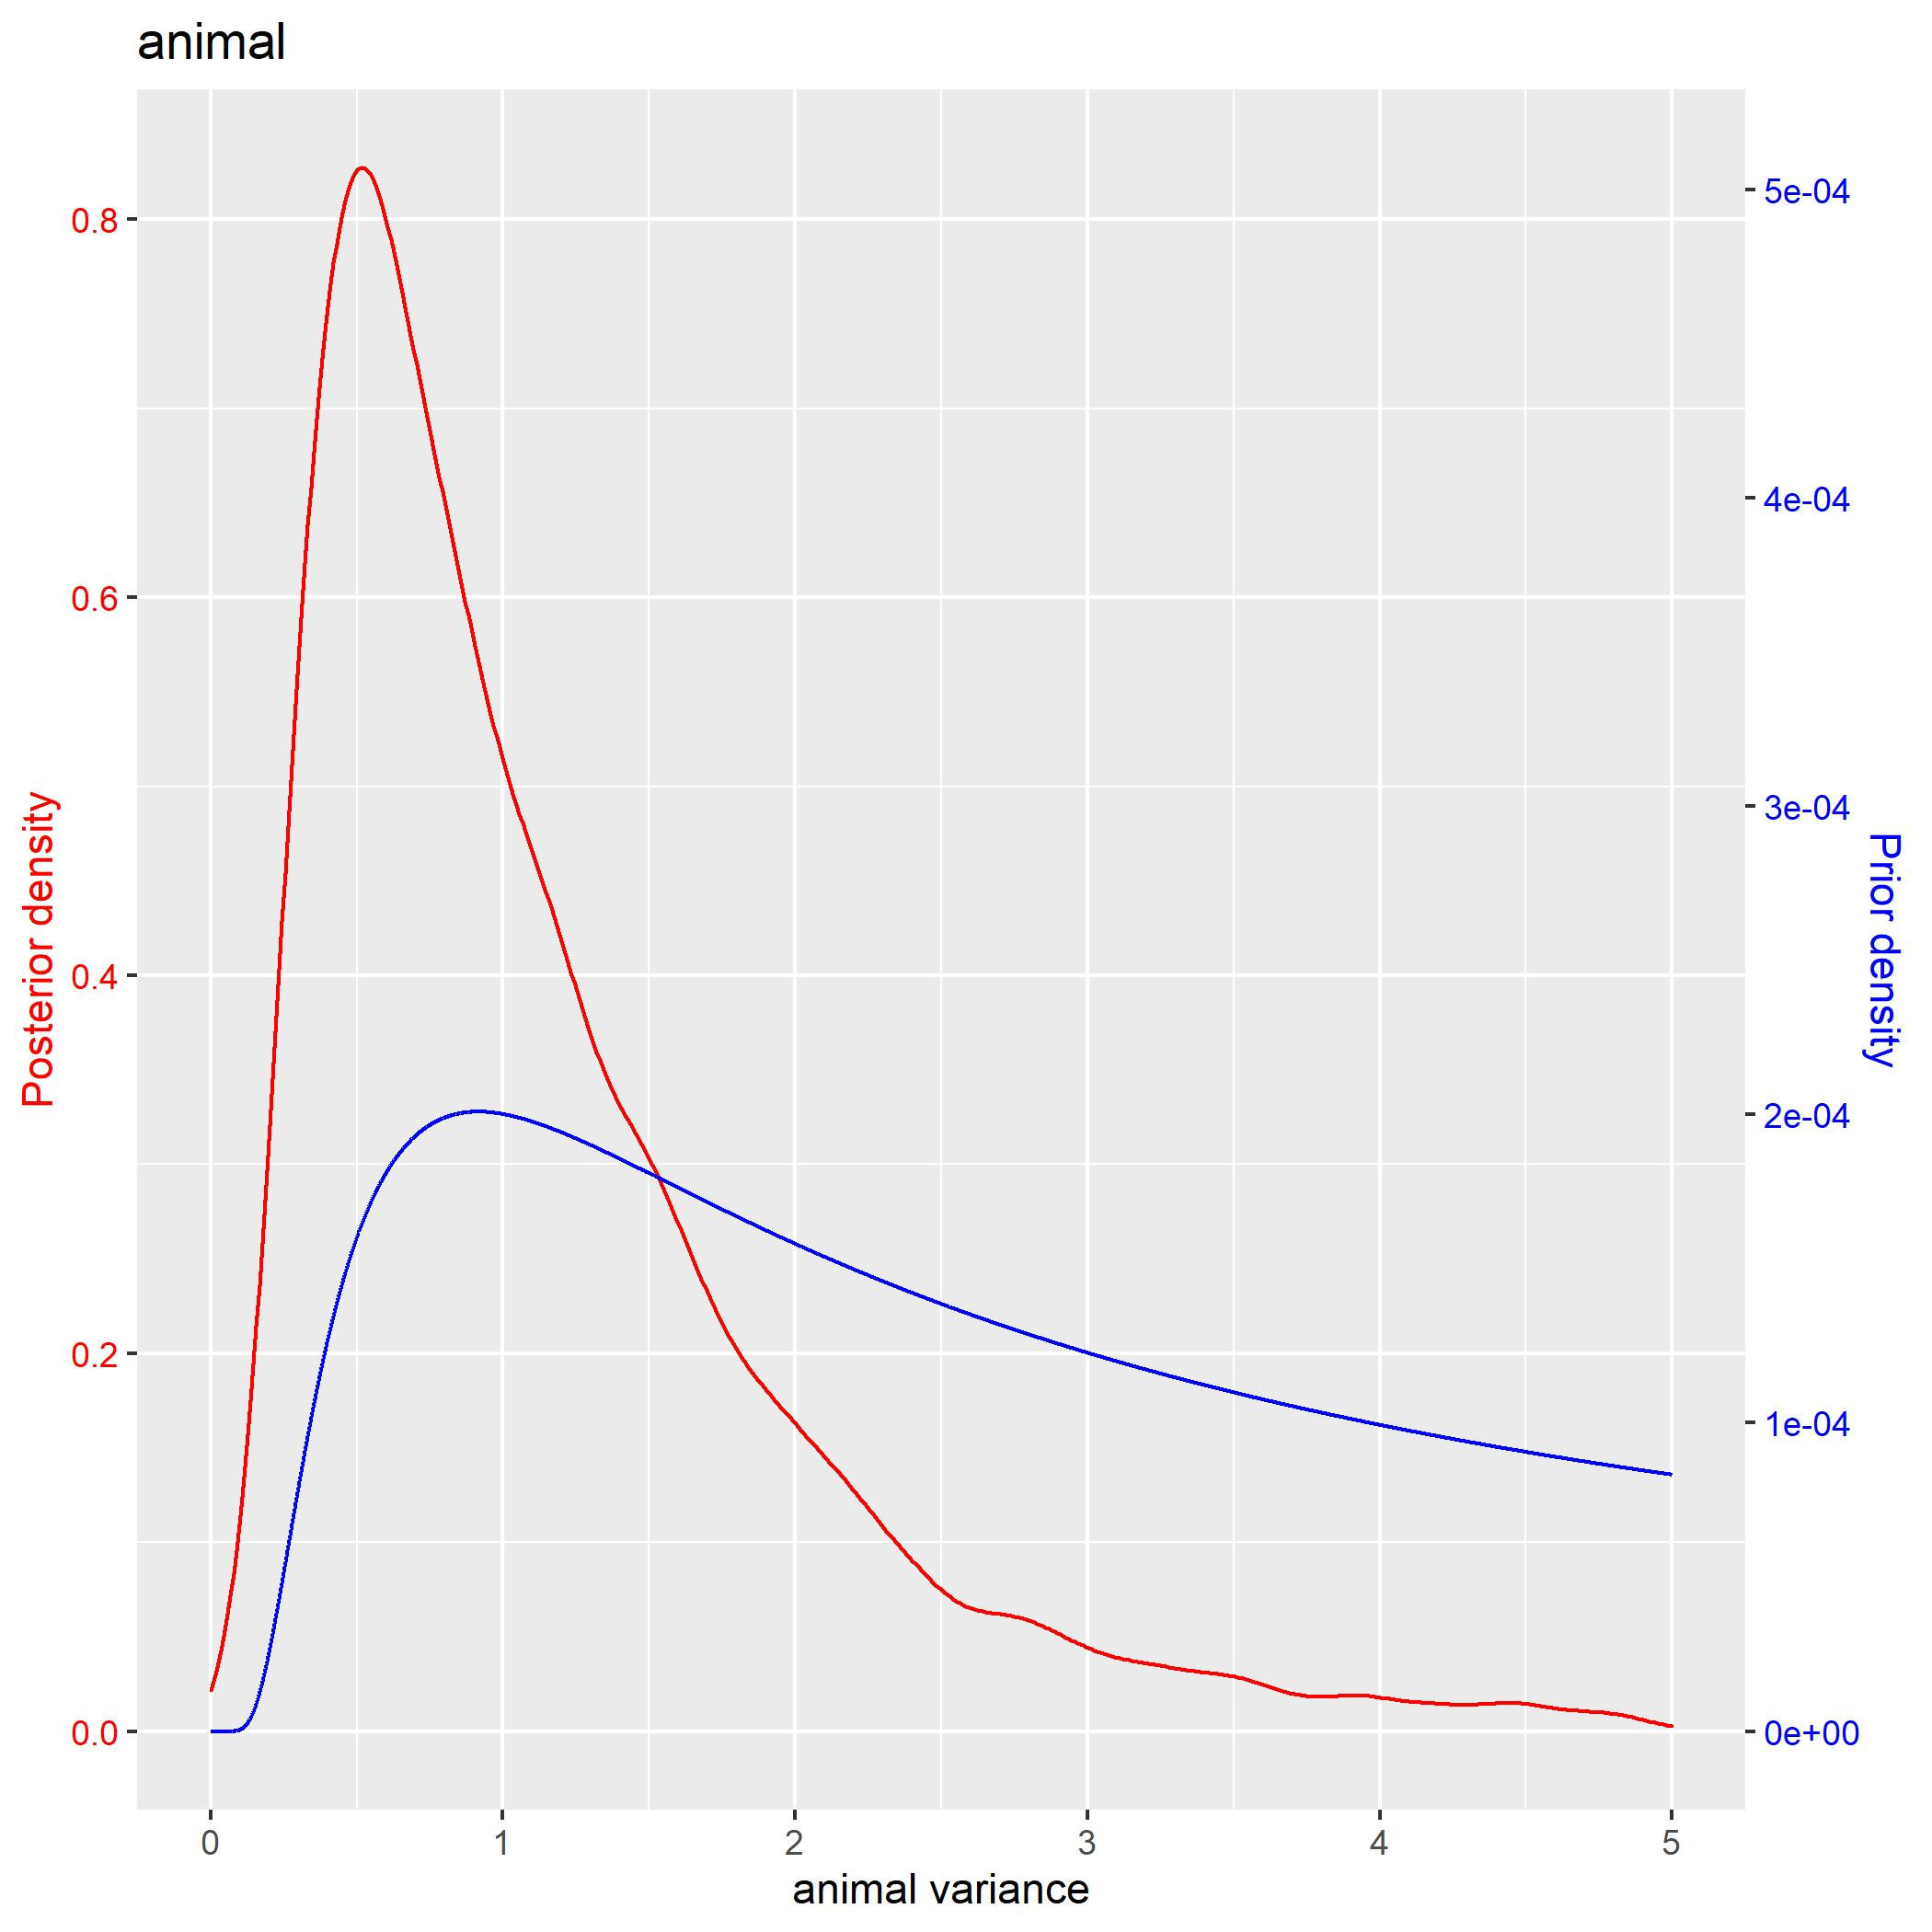 animal
Posterior density
0.8
0.6
0.4
0.2
0.0
5e-04
4e-04
3e-04
2e-04
1e-04
0e+00
Prior density
0 1 2 3 4 5
animal variance